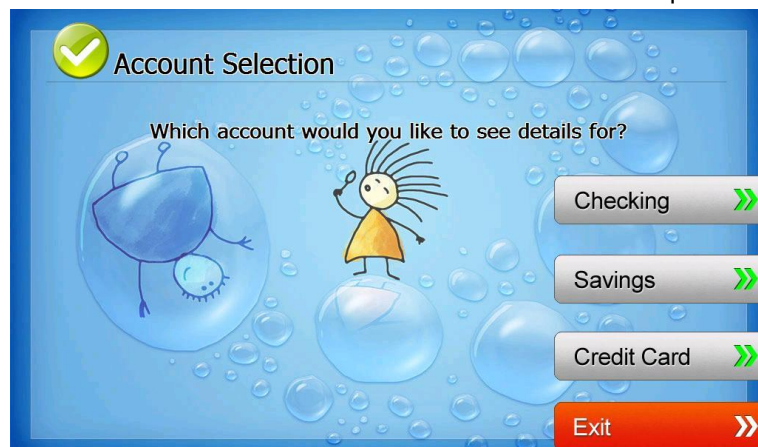 Account Selection
Which account would you like to see details for?
Checking
Savings
Credit Card
Exit